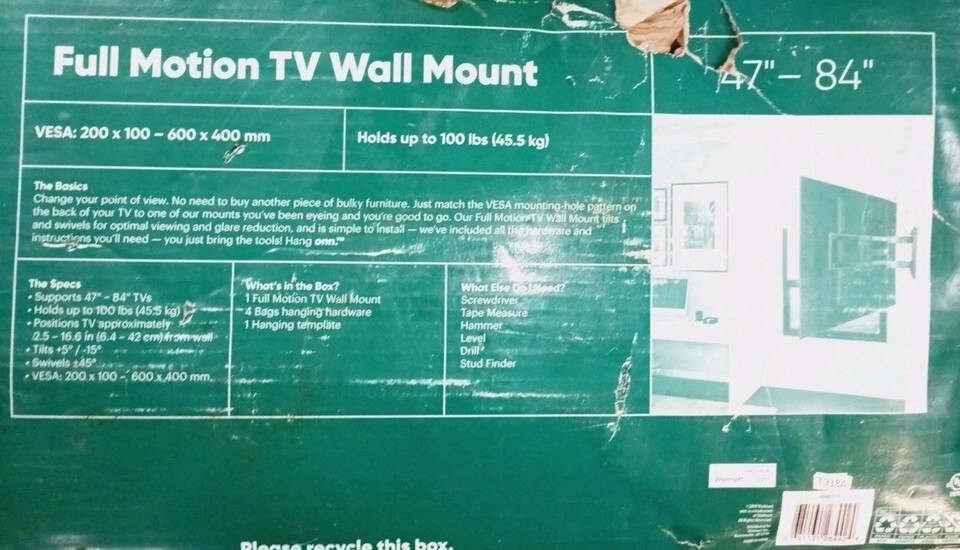 Full Motion TV Wall Mount
47"– 84"
VESA: 200 x 100 – 600 x 400 mm
Holds up to 100 lbs (45.5 kg)
The Basics
Change your point of view. No need to buy another piece of bulky furniture. Just match the VESA mounting-hole pattern on
the back of your TV to one of our mounts you've been eyeing and you're good to go. Our Full Motion TV Wall Mount tilts
and swivels for optimal viewing and glare reduction, and is simple to install — we've included all the hardware and
instructions you'll need — you just bring the tools! Hang onn.™
The Specs
• Supports 47" – 84" TVs
• Holds up to 100 lbs (45.5 kg)
• Positions TV approximately
2.5 – 16.6 in (6.4 – 42 cm) from wall
• Tilts +5° / -15°
• Swivels ±45°
• VESA: 200 x 100 – 600 x 400 mm
What's in the Box?
1 Full Motion TV Wall Mount
4 Bags hanging hardware
1 Hanging template
What Else Do I Need?
Screwdriver
Tape Measure
Hammer
Level
Drill
Stud Finder
Walmart
Please recycle this box.